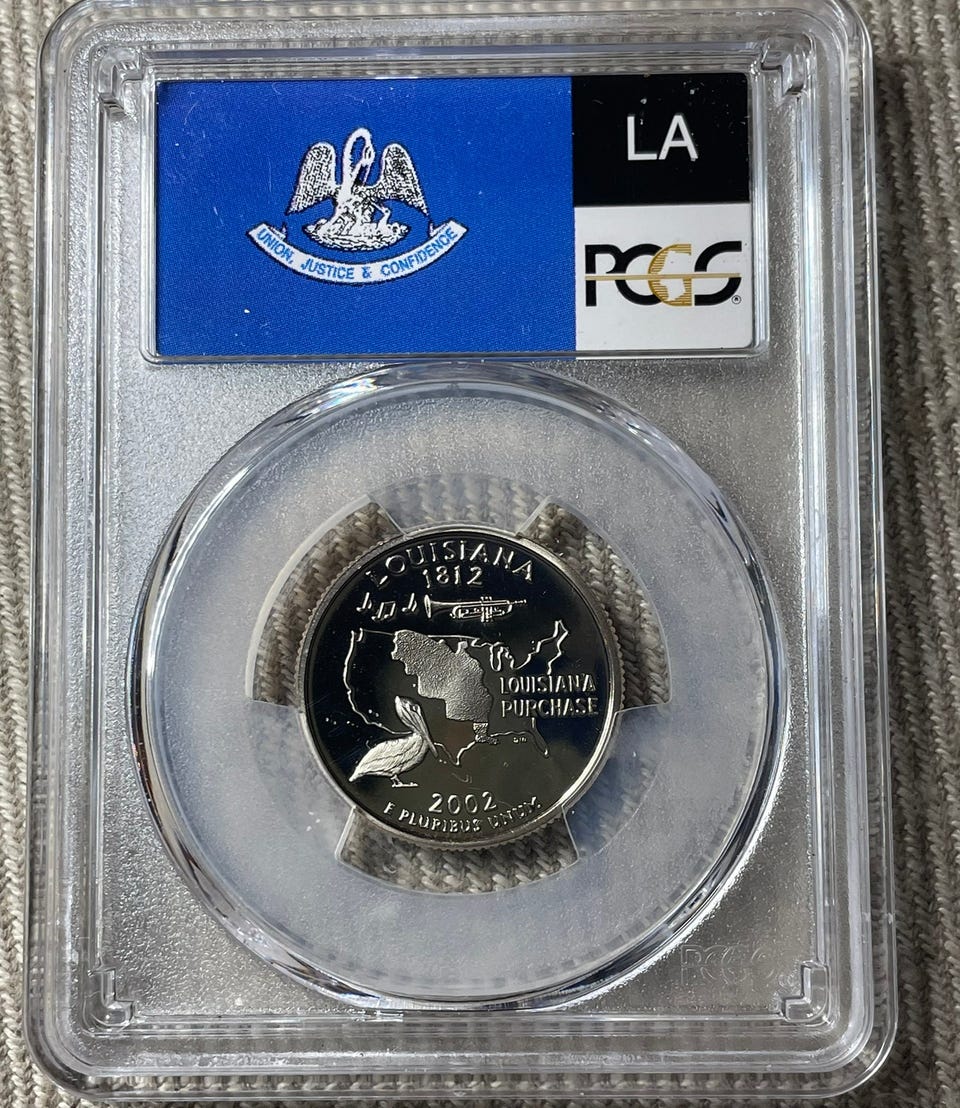 LA
UNION, JUSTICE & CONFIDENCE
PCGS®
LOUISIANA
1812
LOUISIANA
PURCHASE
2002
E PLURIBUS UNUM
PCGS